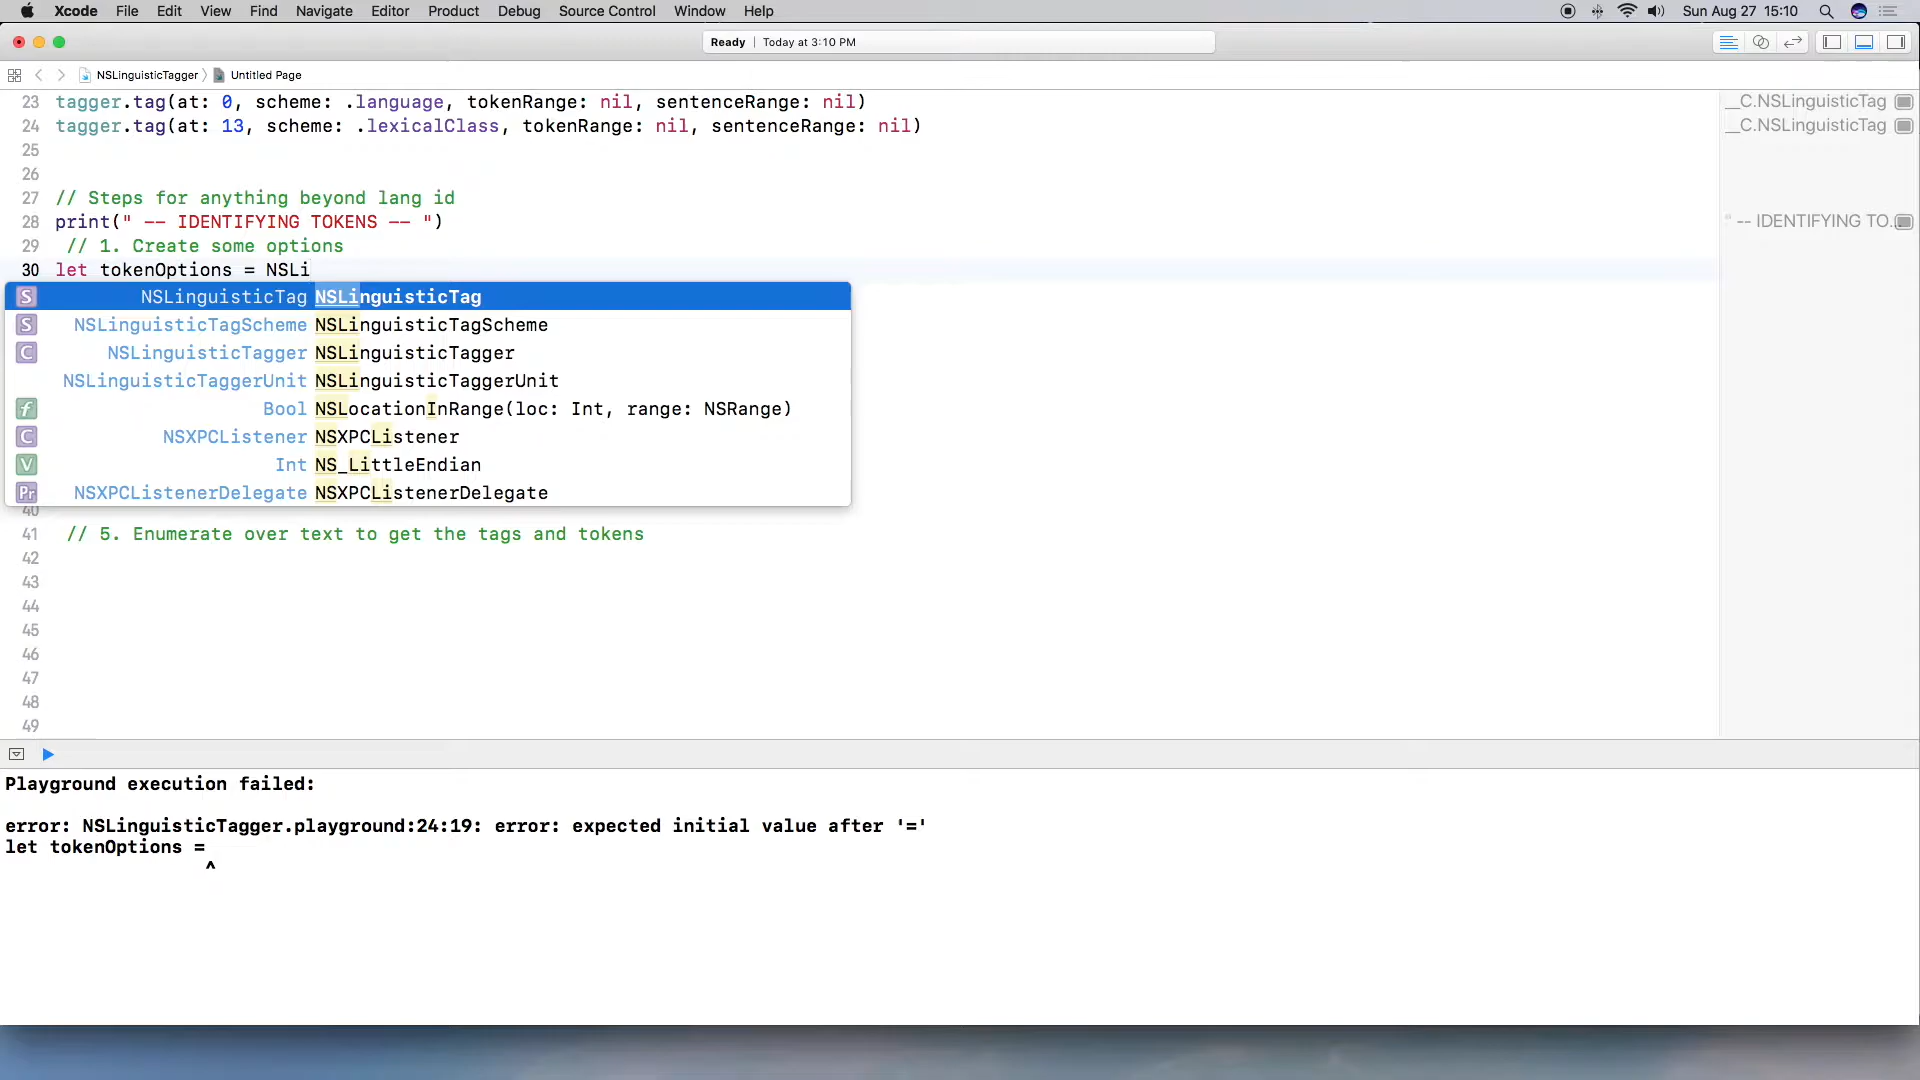 Xcode File Edit View Find Navigate Editor Product Debug Source Control Window Help Sun Aug 27 15:10
Ready | Today at 3:10 PM
NSLinguisticTagger Untitled Page
23 tagger.tag(at: 0, scheme: .language, tokenRange: nil, sentenceRange: nil) __C.NSLinguisticTag
24 tagger.tag(at: 13, scheme: .lexicalClass, tokenRange: nil, sentenceRange: nil) __C.NSLinguisticTag
25
26
27 // Steps for anything beyond lang id
28 print(" -- IDENTIFYING TOKENS -- ") " -- IDENTIFYING TO...
29 // 1. Create some options
30 let tokenOptions = NSLi
S NSLinguisticTag NSLinguisticTag
S NSLinguisticTagScheme NSLinguisticTagScheme
C NSLinguisticTagger NSLinguisticTagger
NSLinguisticTaggerUnit NSLinguisticTaggerUnit
f Bool NSLocationInRange(loc: Int, range: NSRange)
C NSXPCListener NSXPCListener
V Int NS_LittleEndian
Pr NSXPCListenerDelegate NSXPCListenerDelegate
40
41 // 5. Enumerate over text to get the tags and tokens
42
43
44
45
46
47
48
49
Playground execution failed:
error: NSLinguisticTagger.playground:24:19: error: expected initial value after '='
let tokenOptions =
^